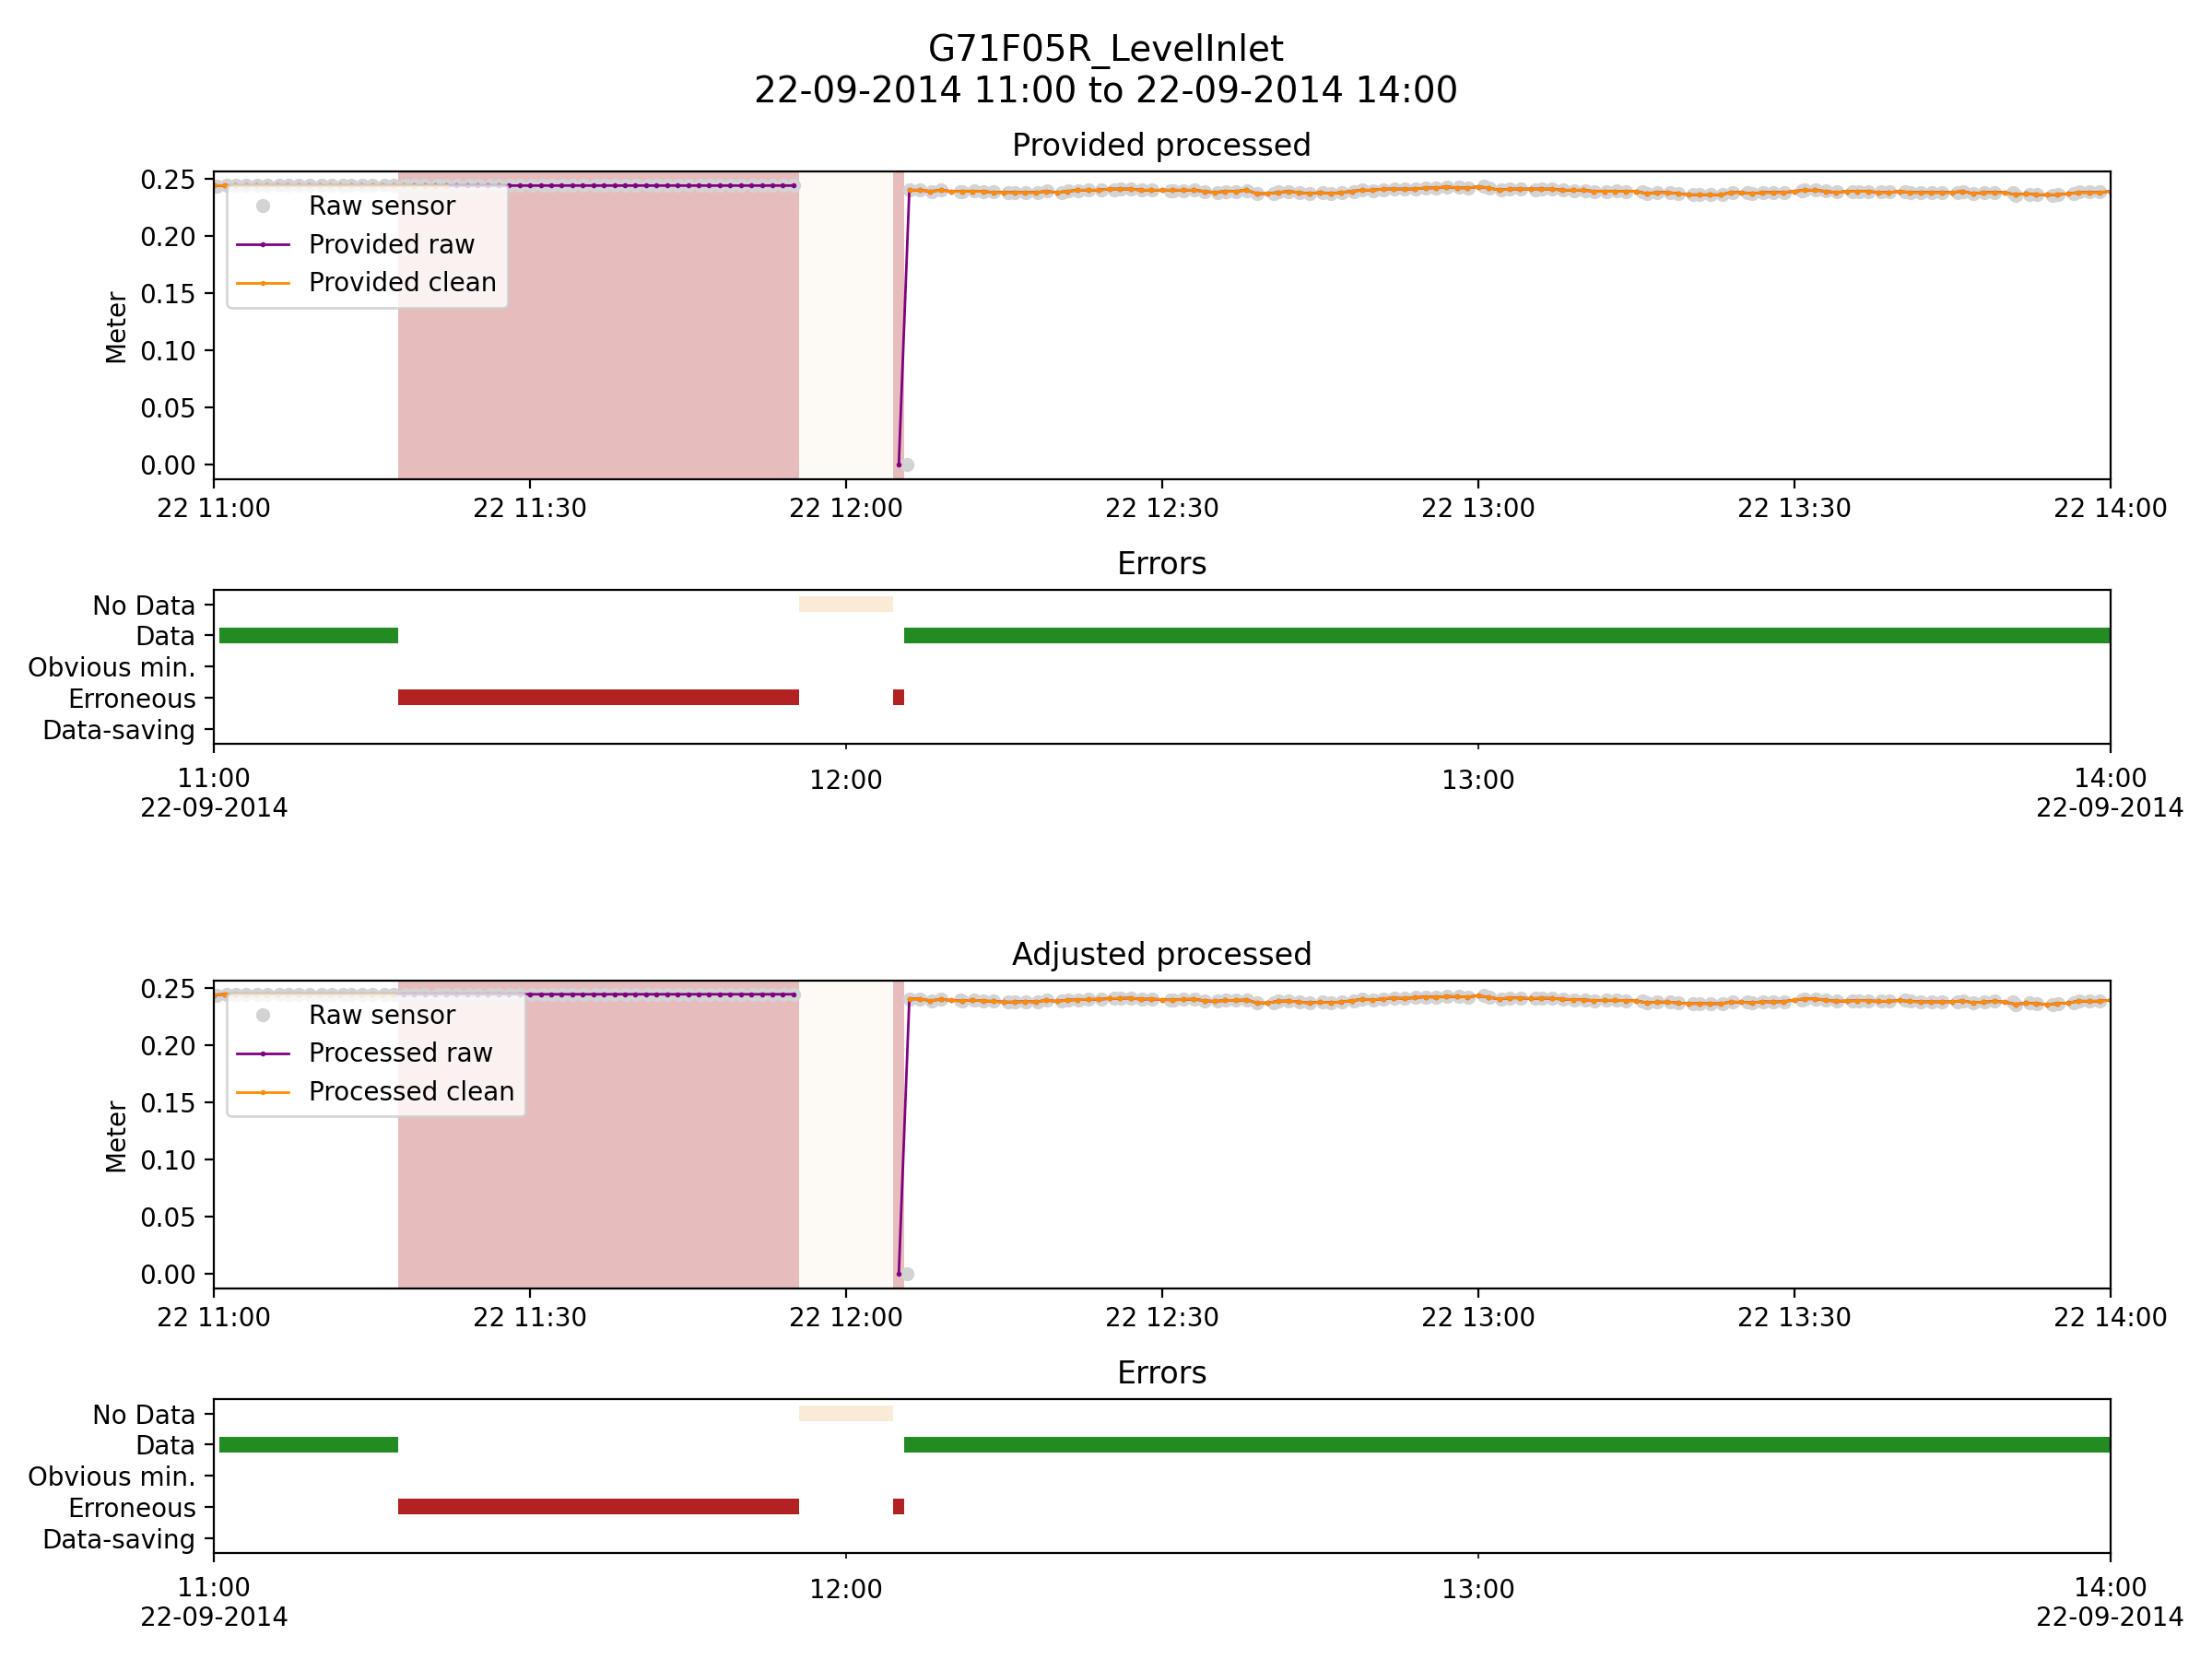 G71F05R_LevelInlet
22-09-2014 11:00 to 22-09-2014 14:00
Provided processed
Meter
0.25
0.20
0.15
0.10
0.05
0.00
Raw sensor
Provided raw
Provided clean
22 11:00 22 11:30 22 12:00 22 12:30 22 13:00 22 13:30 22 14:00
Errors
No Data
Data
Obvious min.
Erroneous
Data-saving
11:00 12:00 13:00 14:00
22-09-2014 22-09-2014
Adjusted processed
Meter
0.25
0.20
0.15
0.10
0.05
0.00
Raw sensor
Processed raw
Processed clean
22 11:00 22 11:30 22 12:00 22 12:30 22 13:00 22 13:30 22 14:00
Errors
No Data
Data
Obvious min.
Erroneous
Data-saving
11:00 12:00 13:00 14:00
22-09-2014 22-09-2014